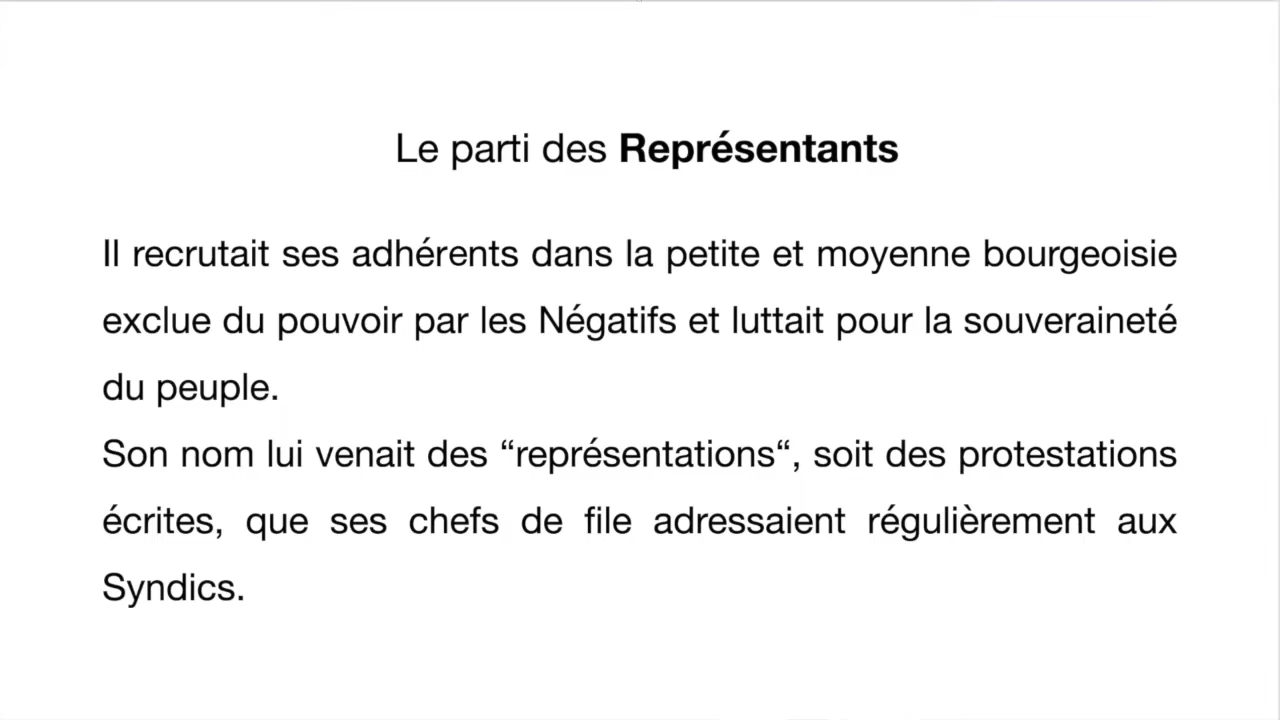 Le parti des Représentants
Il recrutait ses adhérents dans la petite et moyenne bourgeoisie
exclue du pouvoir par les Négatifs et luttait pour la souveraineté
du peuple.
Son nom lui venait des “représentations“, soit des protestations
écrites, que ses chefs de file adressaient régulièrement aux
Syndics.